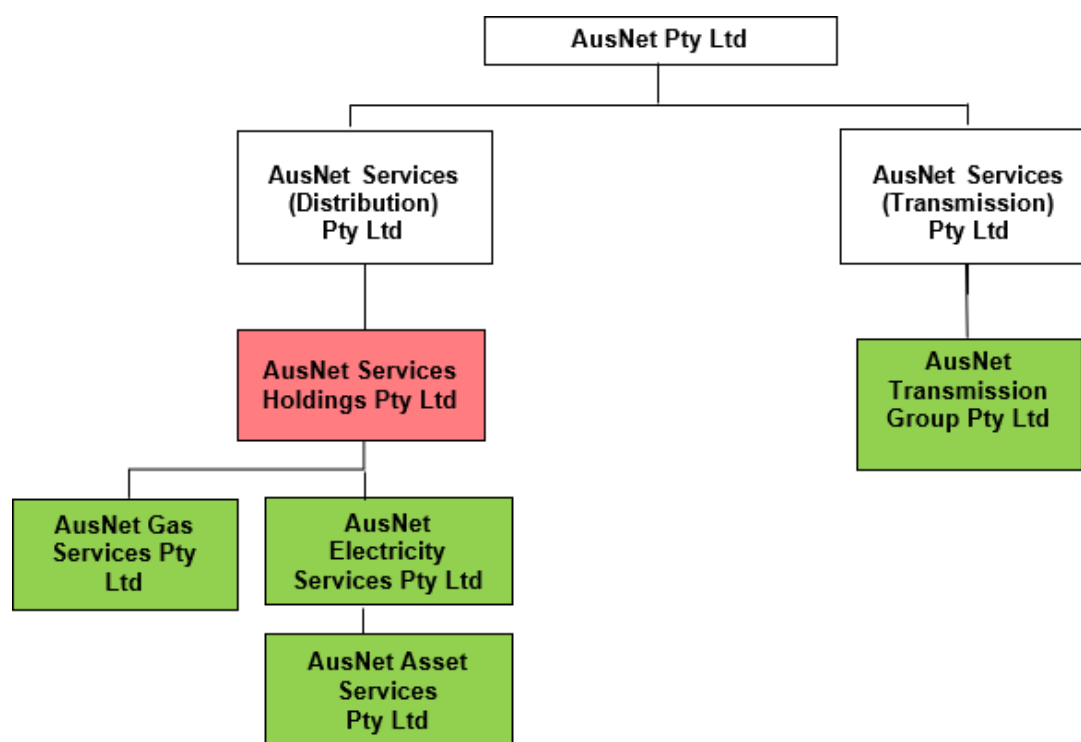 AusNet Pty Ltd
AusNet Services
(Distribution)
Pty Ltd
AusNet Services
(Transmission)
Pty Ltd
AusNet Services
Holdings Pty Ltd
AusNet
Transmission
Group Pty Ltd
AusNet Gas
Services Pty
Ltd
AusNet
Electricity
Services Pty Ltd
AusNet Asset
Services
Pty Ltd